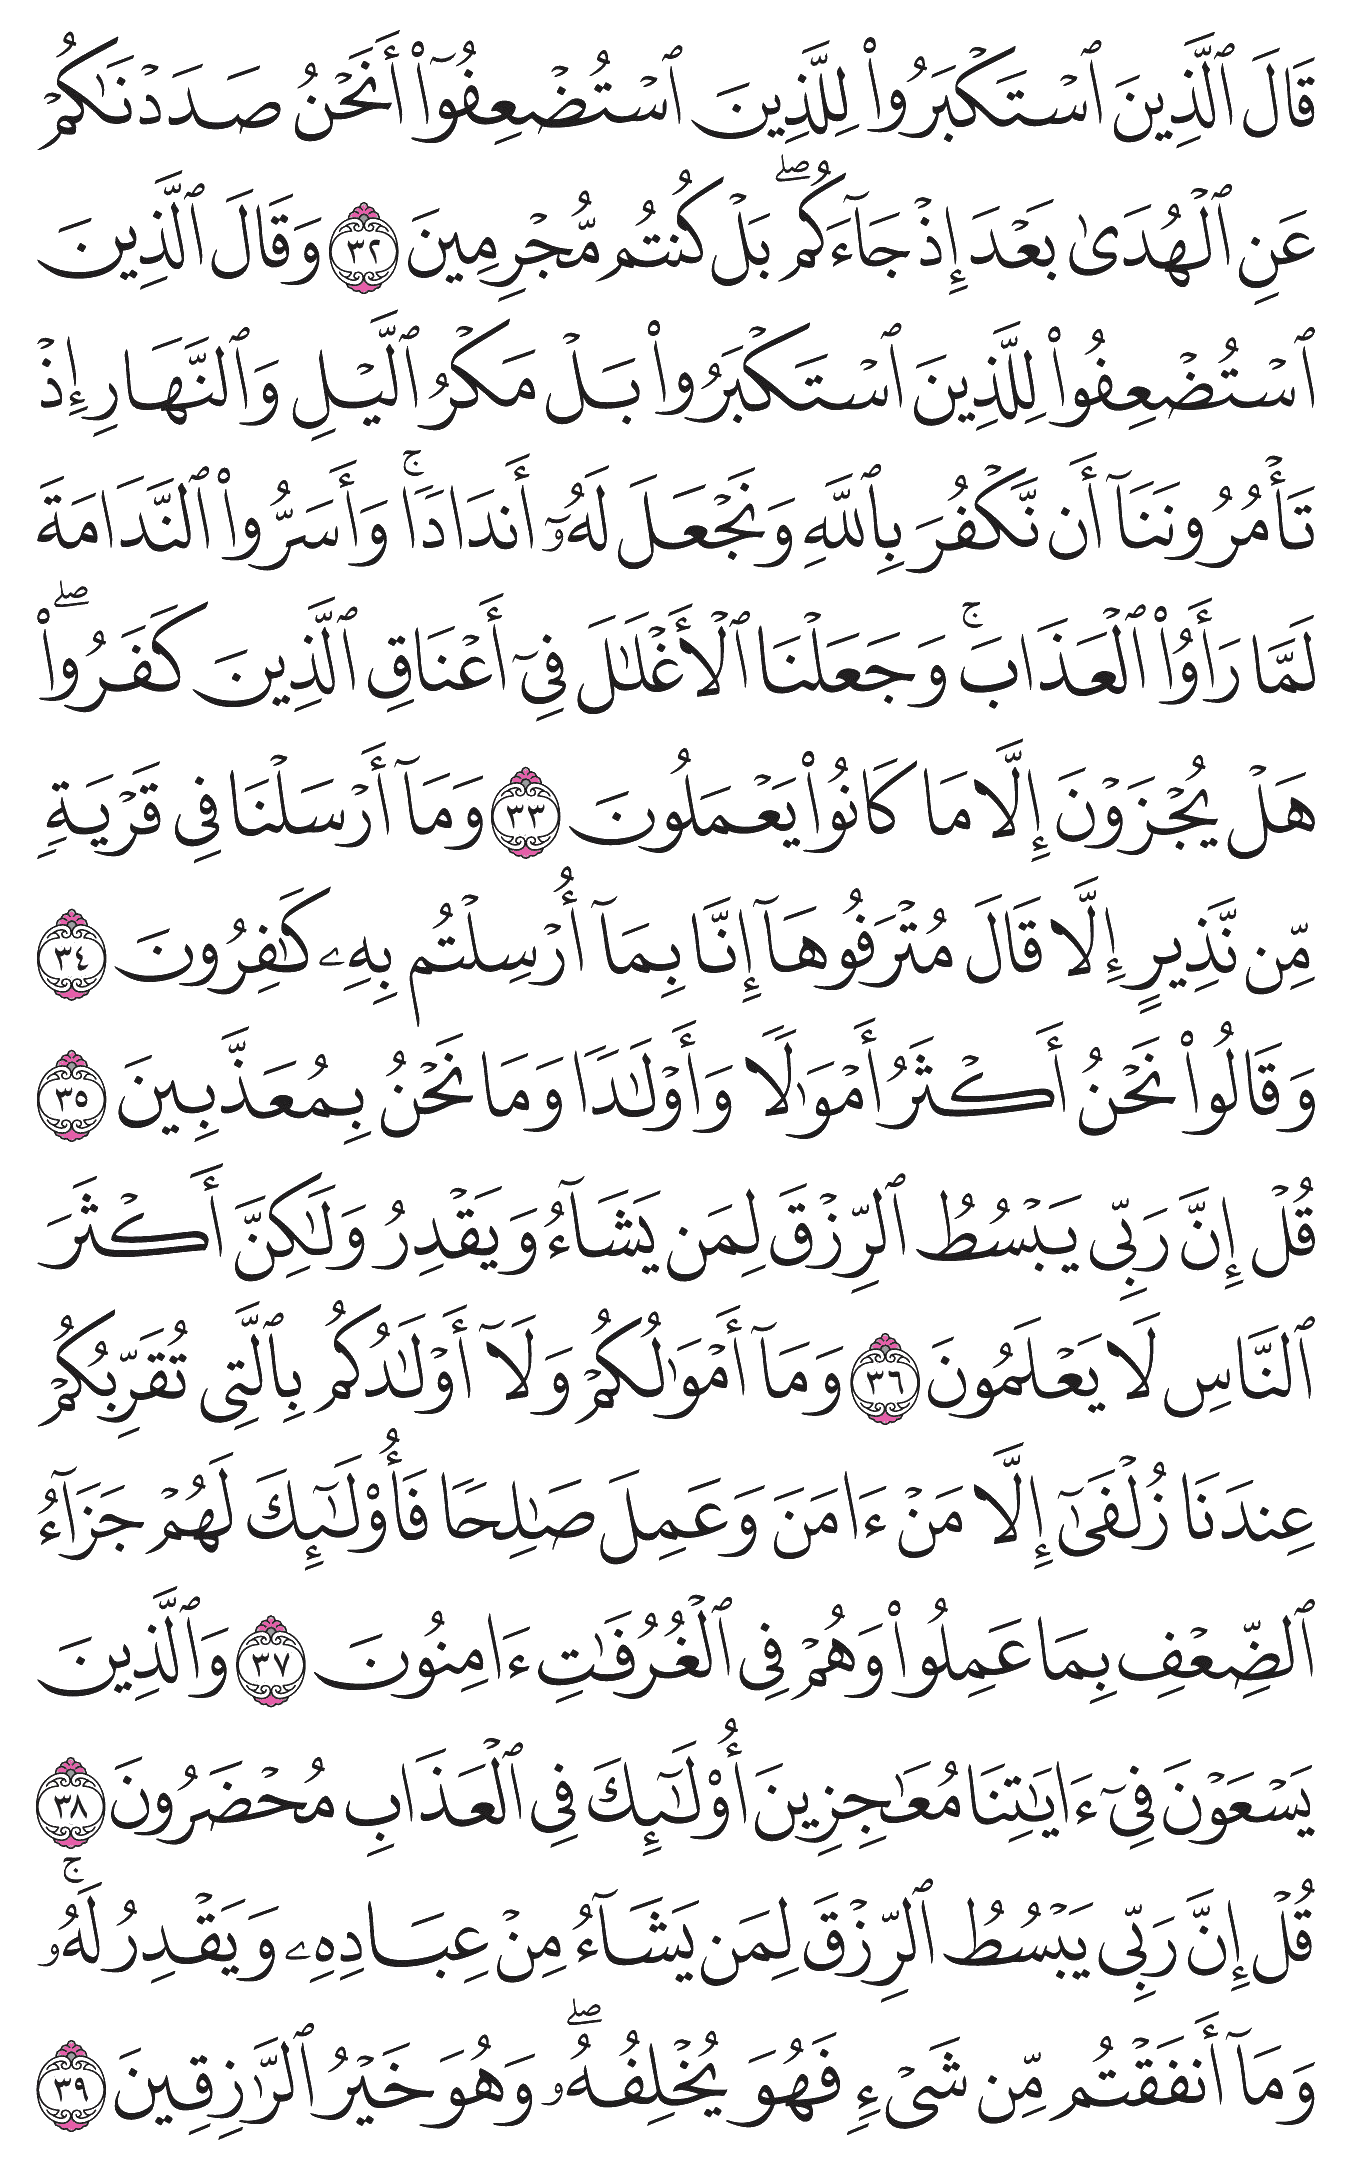 قَالَ ٱلَّذِينَ ٱسۡتَكۡبَرُواْ لِلَّذِينَ ٱسۡتُضۡعِفُوٓاْ أَنَحۡنُ صَدَدۡنَٰكُمۡ
عَنِ ٱلۡهُدَىٰ بَعۡدَ إِذۡ جَآءَكُمۖ بَلۡ كُنتُم مُّجۡرِمِينَ ٣٢ وَقَالَ ٱلَّذِينَ
ٱسۡتُضۡعِفُواْ لِلَّذِينَ ٱسۡتَكۡبَرُواْ بَلۡ مَكۡرُ ٱلَّيۡلِ وَٱلنَّهَارِ إِذۡ
تَأۡمُرُونَنَآ أَن نَّكۡفُرَ بِٱللَّهِ وَنَجۡعَلَ لَهُۥٓ أَندَادٗاۚ وَأَسَرُّواْ ٱلنَّدَامَةَ
لَمَّا رَأَوُاْ ٱلۡعَذَابَۚ وَجَعَلۡنَا ٱلۡأَغۡلَٰلَ فِيٓ أَعۡنَاقِ ٱلَّذِينَ كَفَرُواْۖ
هَلۡ يُجۡزَوۡنَ إِلَّا مَا كَانُواْ يَعۡمَلُونَ ٣٣ وَمَآ أَرۡسَلۡنَا فِي قَرۡيَةٖ
مِّن نَّذِيرٍ إِلَّا قَالَ مُتۡرَفُوهَآ إِنَّا بِمَآ أُرۡسِلۡتُم بِهِۦ كَٰفِرُونَ ٣٤
وَقَالُواْ نَحۡنُ أَكۡثَرُ أَمۡوَٰلٗا وَأَوۡلَٰدٗا وَمَا نَحۡنُ بِمُعَذَّبِينَ ٣٥
قُلۡ إِنَّ رَبِّي يَبۡسُطُ ٱلرِّزۡقَ لِمَن يَشَآءُ وَيَقۡدِرُ وَلَٰكِنَّ أَكۡثَرَ
ٱلنَّاسِ لَا يَعۡلَمُونَ ٣٦ وَمَآ أَمۡوَٰلُكُمۡ وَلَآ أَوۡلَٰدُكُم بِٱلَّتِي تُقَرِّبُكُمۡ
عِندَنَا زُلۡفَىٰٓ إِلَّا مَنۡ ءَامَنَ وَعَمِلَ صَٰلِحٗا فَأُوْلَٰٓئِكَ لَهُمۡ جَزَآءُ
ٱلضِّعۡفِ بِمَا عَمِلُواْ وَهُمۡ فِي ٱلۡغُرُفَٰتِ ءَامِنُونَ ٣٧ وَٱلَّذِينَ
يَسۡعَوۡنَ فِيٓ ءَايَٰتِنَا مُعَٰجِزِينَ أُوْلَٰٓئِكَ فِي ٱلۡعَذَابِ مُحۡضَرُونَ ٣٨
قُلۡ إِنَّ رَبِّي يَبۡسُطُ ٱلرِّزۡقَ لِمَن يَشَآءُ مِنۡ عِبَادِهِۦ وَيَقۡدِرُ لَهُۥۚ
وَمَآ أَنفَقۡتُم مِّن شَيۡءٖ فَهُوَ يُخۡلِفُهُۥۖ وَهُوَ خَيۡرُ ٱلرَّٰزِقِينَ ٣٩